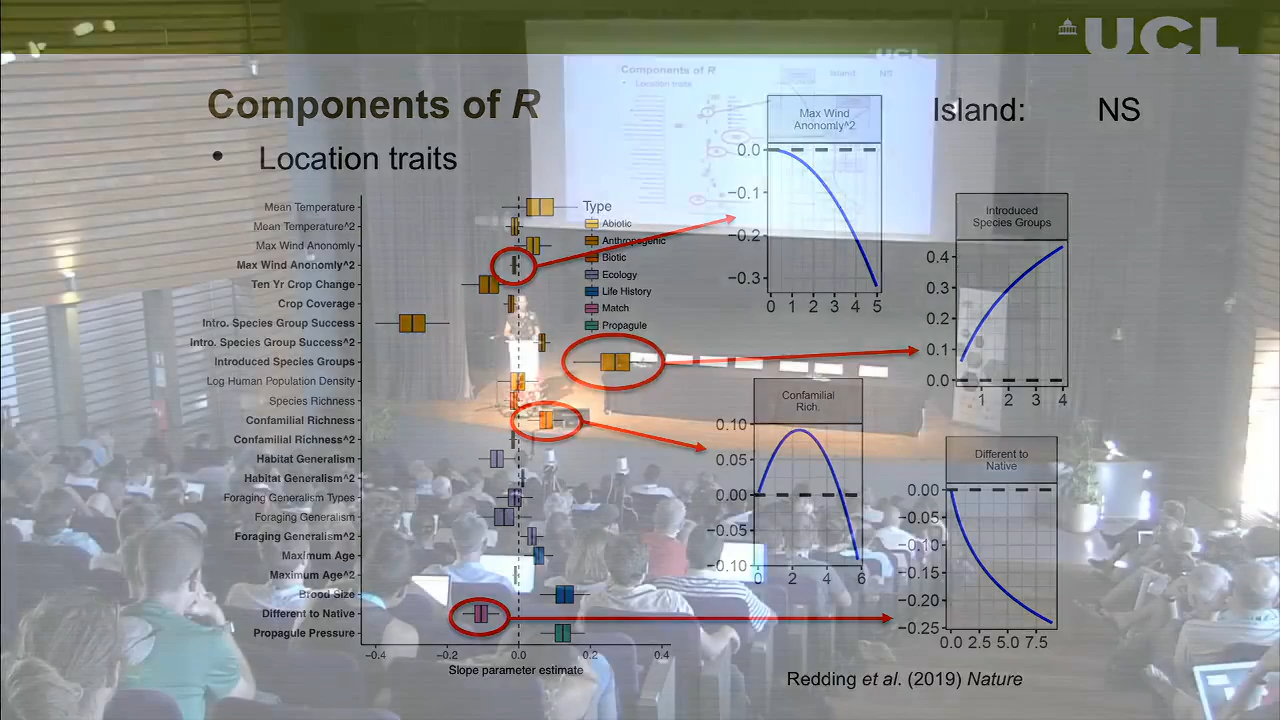 UCL
Components of R
Island: NS
• Location traits
Mean Temperature
Mean Temperature^2
Max Wind Anonomly
Max Wind Anonomly^2
Ten Yr Crop Change
Crop Coverage
Intro. Species Group Success
Intro. Species Group Success^2
Introduced Species Groups
Log Human Population Density
Species Richness
Confamilial Richness
Confamilial Richness^2
Habitat Generalism
Habitat Generalism^2
Foraging Generalism Types
Foraging Generalism
Foraging Generalism^2
Maximum Age
Maximum Age^2
Brood Size
Different to Native
Propagule Pressure
−0.4 −0.2 0.0 0.2 0.4
Slope parameter estimate
Type
Abiotic
Anthropogenic
Biotic
Ecology
Life History
Match
Propagule
Max Wind
Anonomly^2
0.0
−0.1
−0.2
−0.3
0 1 2 3 4 5
Introduced
Species Groups
0.4
0.3
0.2
0.1
0.0
1 2 3 4
Confamilial
Rich.
0.10
0.05
0.00
−0.05
−0.10
0 2 4 6
Different to
Native
0.00
−0.05
−0.10
−0.15
−0.20
−0.25
0.0 2.5 5.0 7.5
Redding et al. (2019) Nature
UCL
Components of R
Location traits
Island: NS